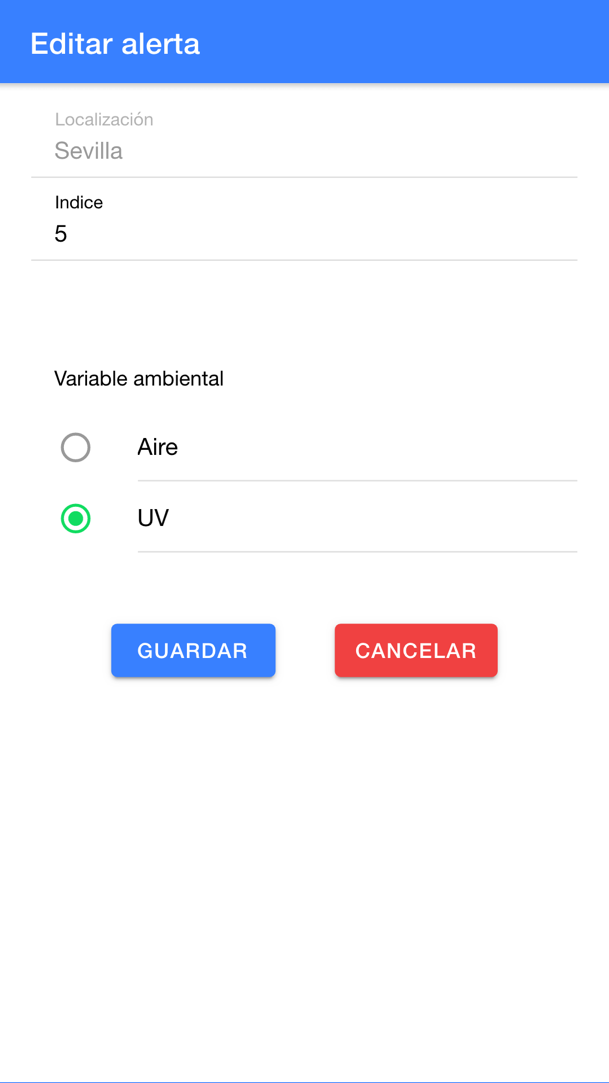 Editar alerta
Localización
Sevilla
Indice
5
Variable ambiental
Aire
UV
GUARDAR
CANCELAR